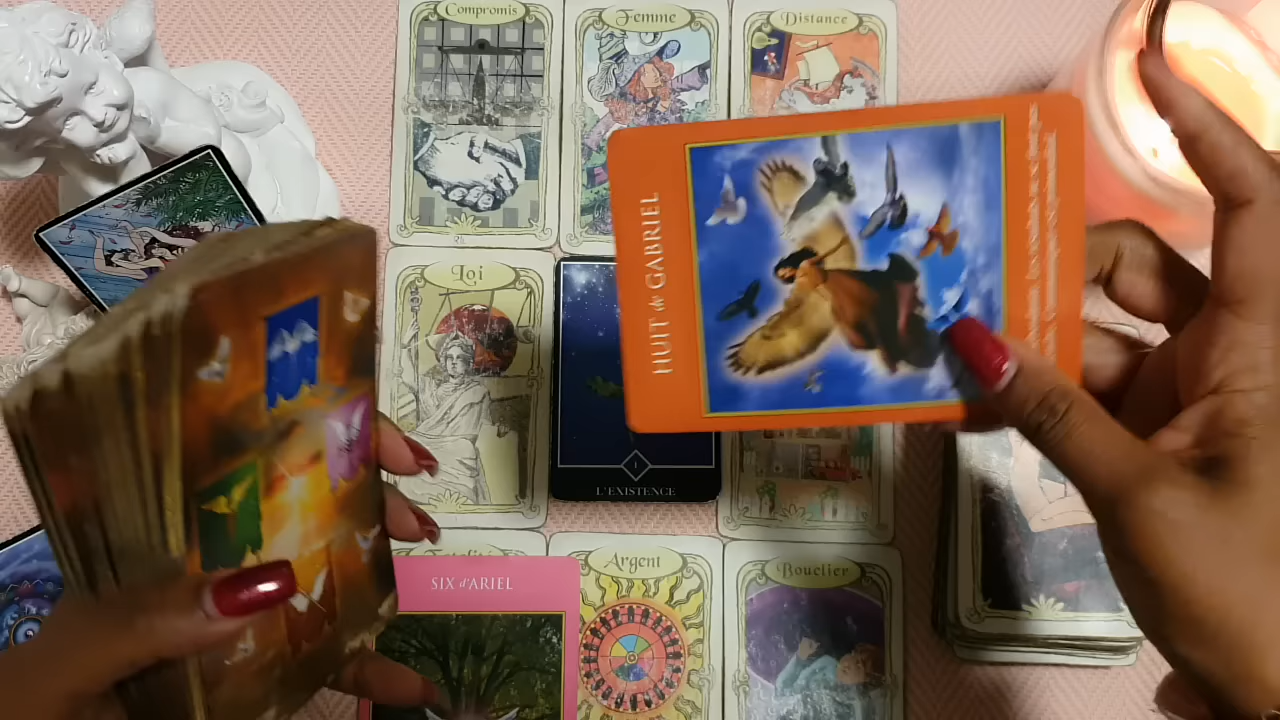 Compromis
Femme
Distance
HUIT de GABRIEL
Loi
I
L'EXISTENCE
SIX d'ARIEL
Argent
Bouclier